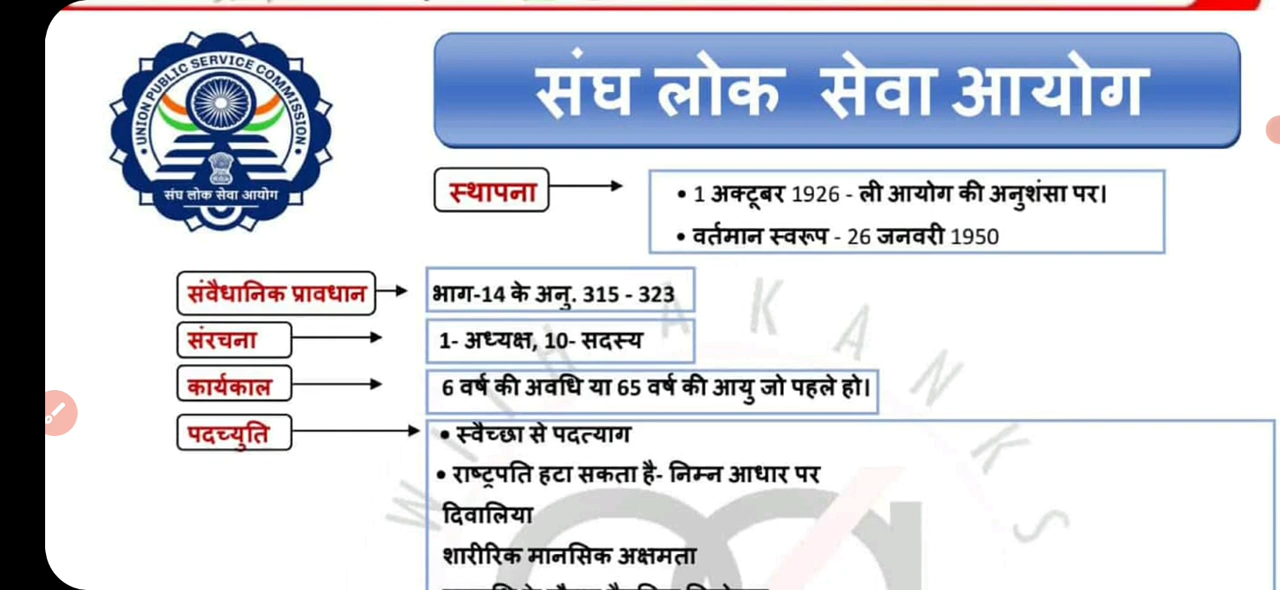 UNION PUBLIC SERVICE COMMISSION
संघ लोक सेवा आयोग
संघ लोक सेवा आयोग
स्थापना
• 1 अक्टूबर 1926 - ली आयोग की अनुशंसा पर।
• वर्तमान स्वरूप - 26 जनवरी 1950
संवैधानिक प्रावधान
भाग-14 के अनु. 315 - 323
संरचना
1- अध्यक्ष, 10- सदस्य
कार्यकाल
6 वर्ष की अवधि या 65 वर्ष की आयु जो पहले हो।
पदच्युति
• स्वैच्छा से पदत्याग
• राष्ट्रपति हटा सकता है- निम्न आधार पर
दिवालिया
शारीरिक मानसिक अक्षमता